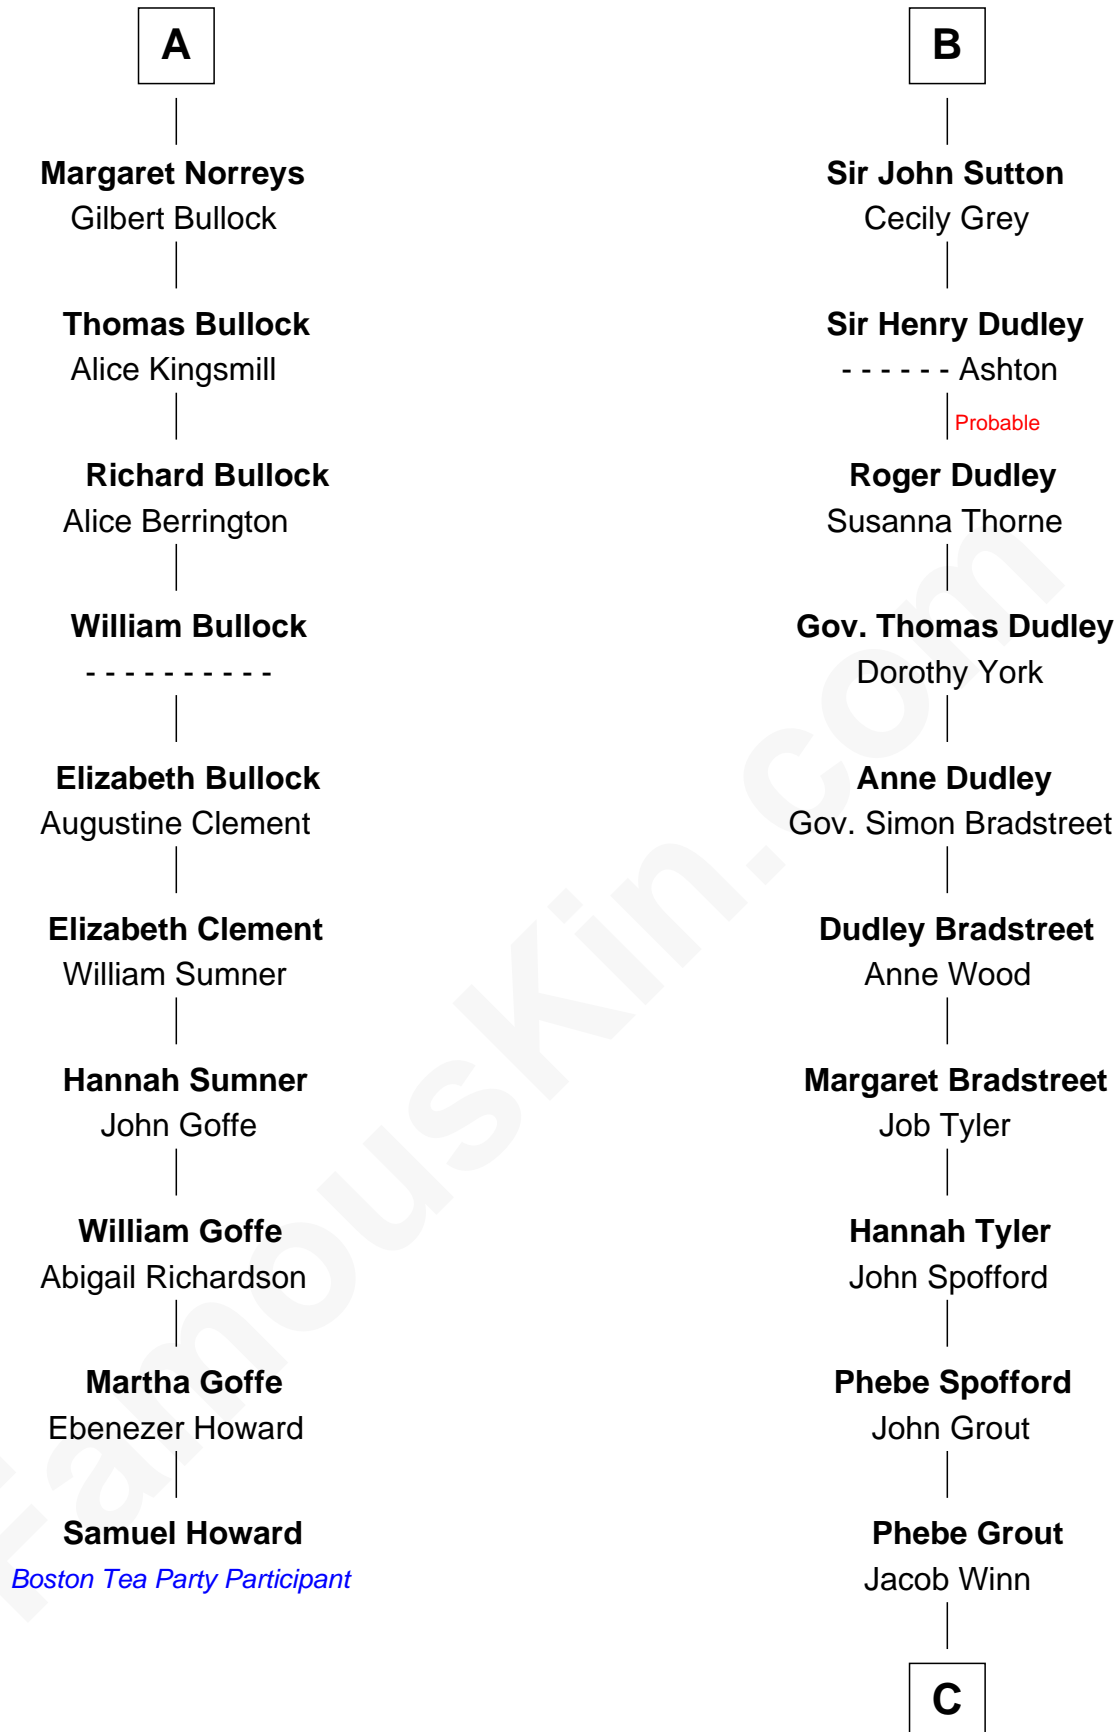 A
Margaret Norreys
Gilbert Bullock
Thomas Bullock
Alice Kingsmill
Richard Bullock
Alice Berrington
William Bullock
- - - - - - - - - -
Elizabeth Bullock
Augustine Clement
Elizabeth Clement
William Sumner
Hannah Sumner
John Goffe
William Goffe
Abigail Richardson
Martha Goffe
Ebenezer Howard
Samuel Howard
Boston Tea Party Participant
B
Sir John Sutton
Cecily Grey
Sir Henry Dudley
- - - - - - Ashton
Probable
Roger Dudley
Susanna Thorne
Gov. Thomas Dudley
Dorothy York
Anne Dudley
Gov. Simon Bradstreet
Dudley Bradstreet
Anne Wood
Margaret Bradstreet
Job Tyler
Hannah Tyler
John Spofford
Phebe Spofford
John Grout
Phebe Grout
Jacob Winn
C
FamousKin.com